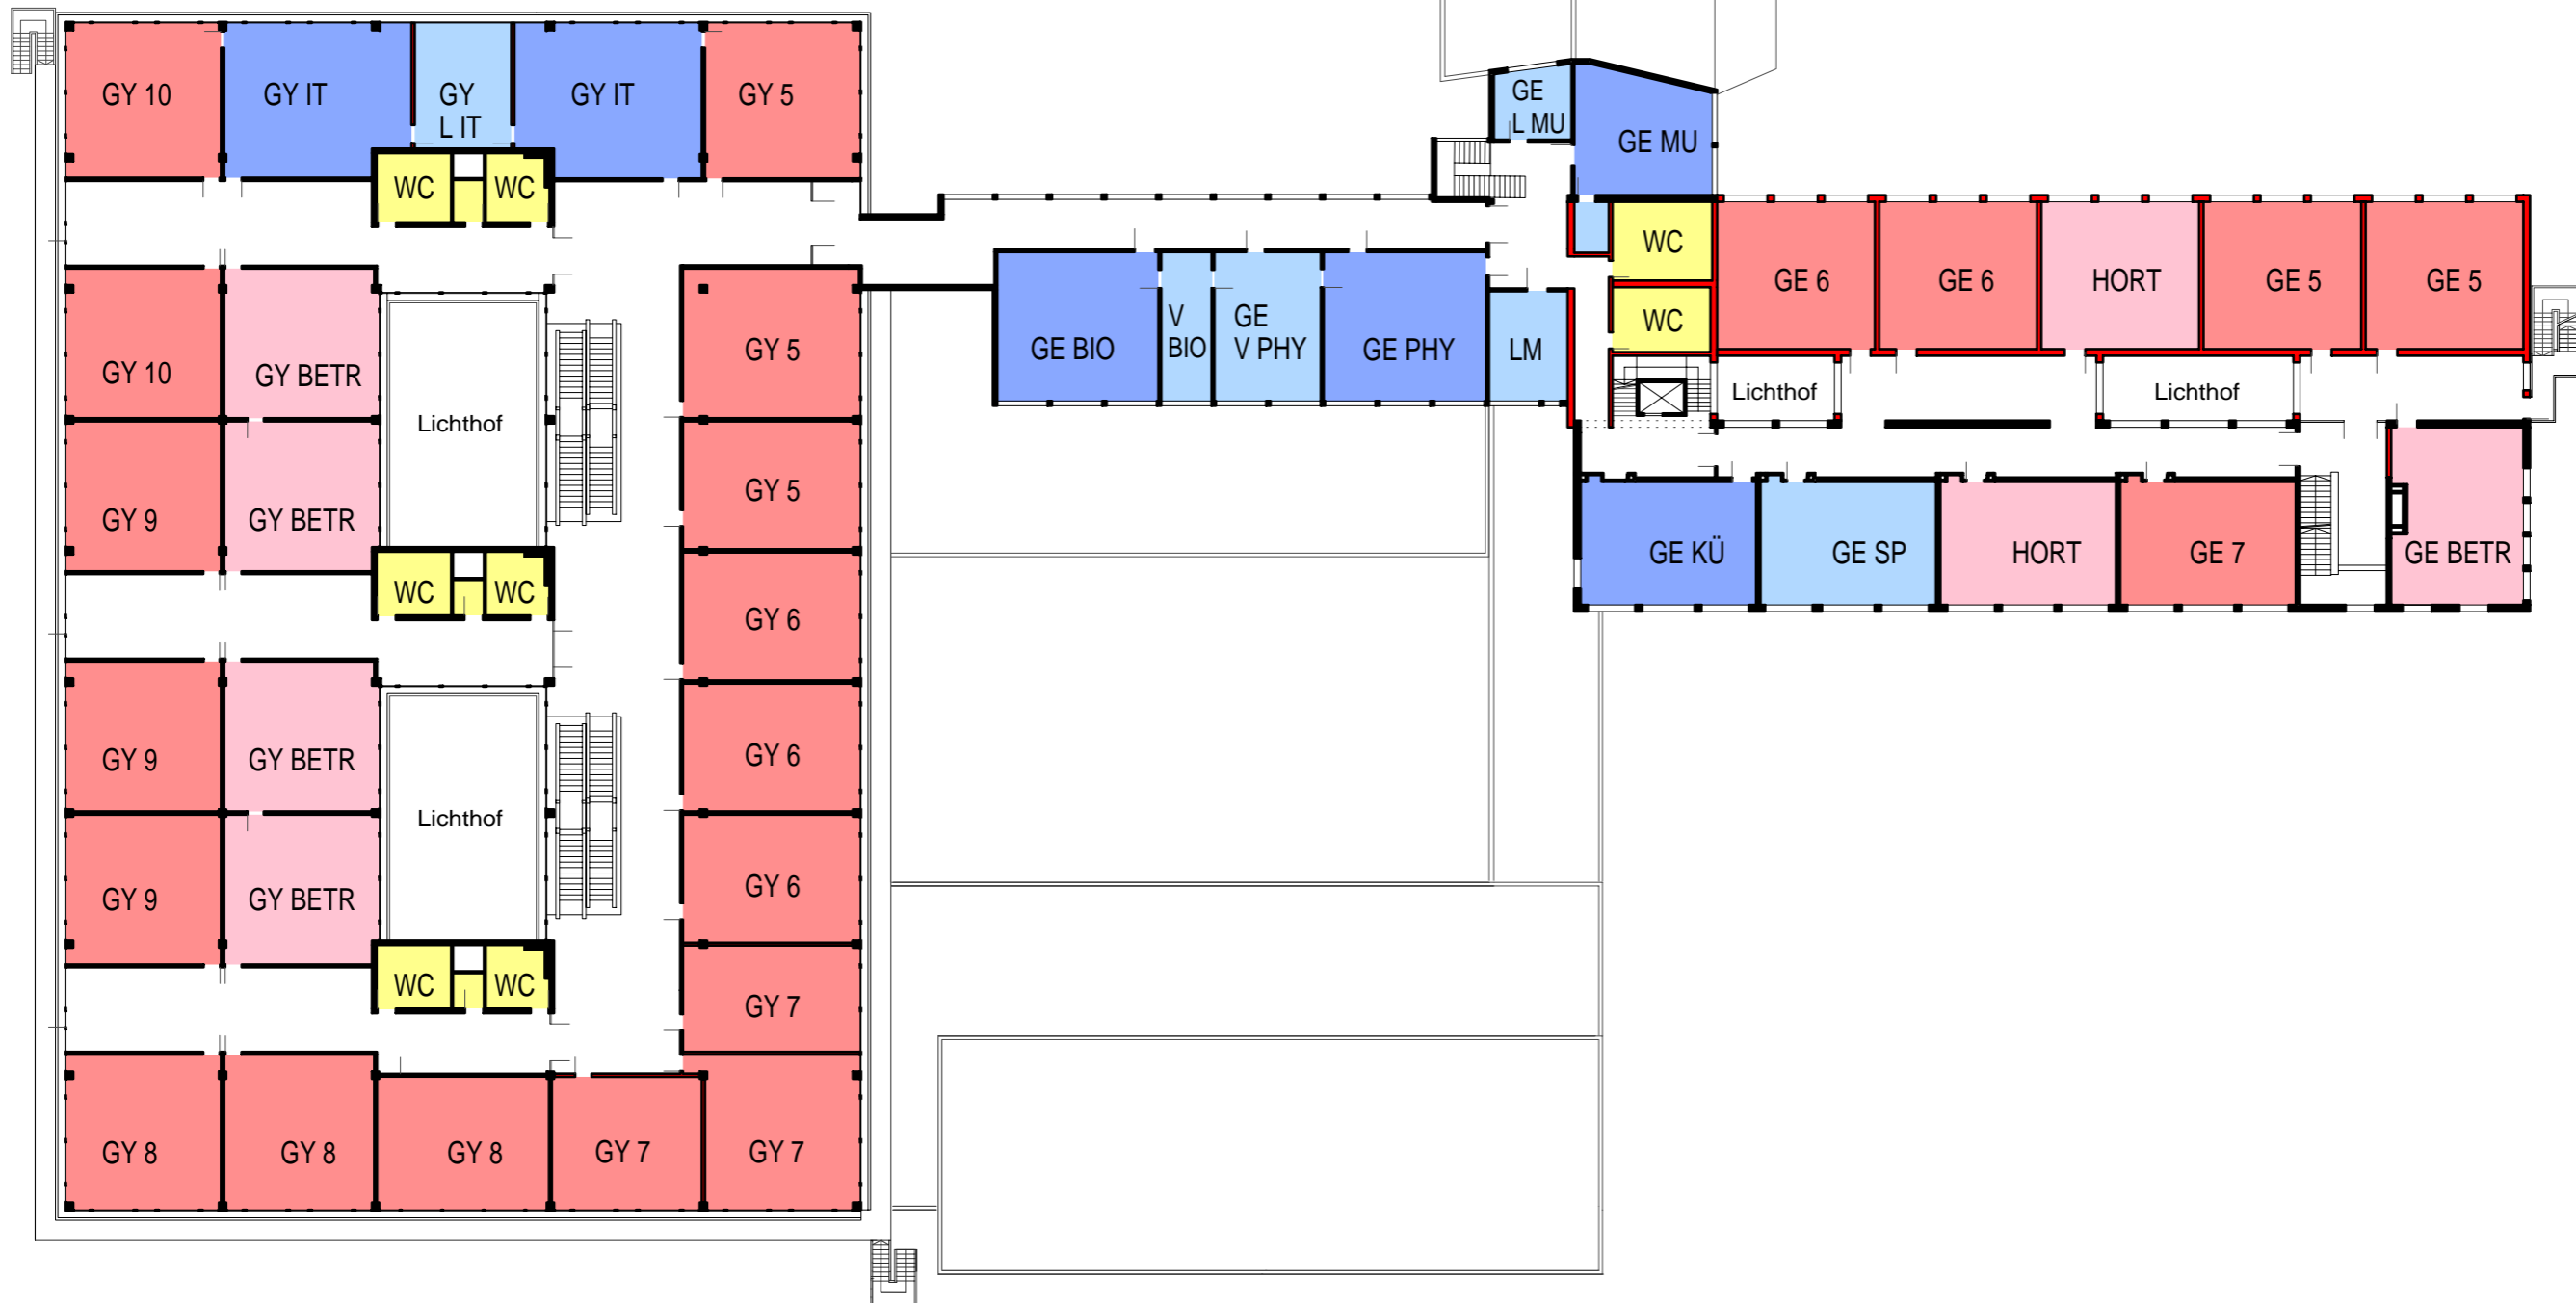 GY 10
GY IT
GY
L IT
GY IT
GY 5
WC
WC
GE
L MU
GE MU
GY 10
GY BETR
Lichthof
GY 5
GY 9
GY BETR
GY 5
WC
WC
GY 6
GY 9
GY BETR
Lichthof
GY 6
GY 9
GY BETR
GY 6
WC
WC
GY 7
GY 8
GY 8
GY 8
GY 7
GY 7
GE BIO
V
BIO
GE
V PHY
GE PHY
LM
WC
WC
GE 6
GE 6
HORT
GE 5
GE 5
Lichthof
Lichthof
GE KÜ
GE SP
HORT
GE 7
GE BETR